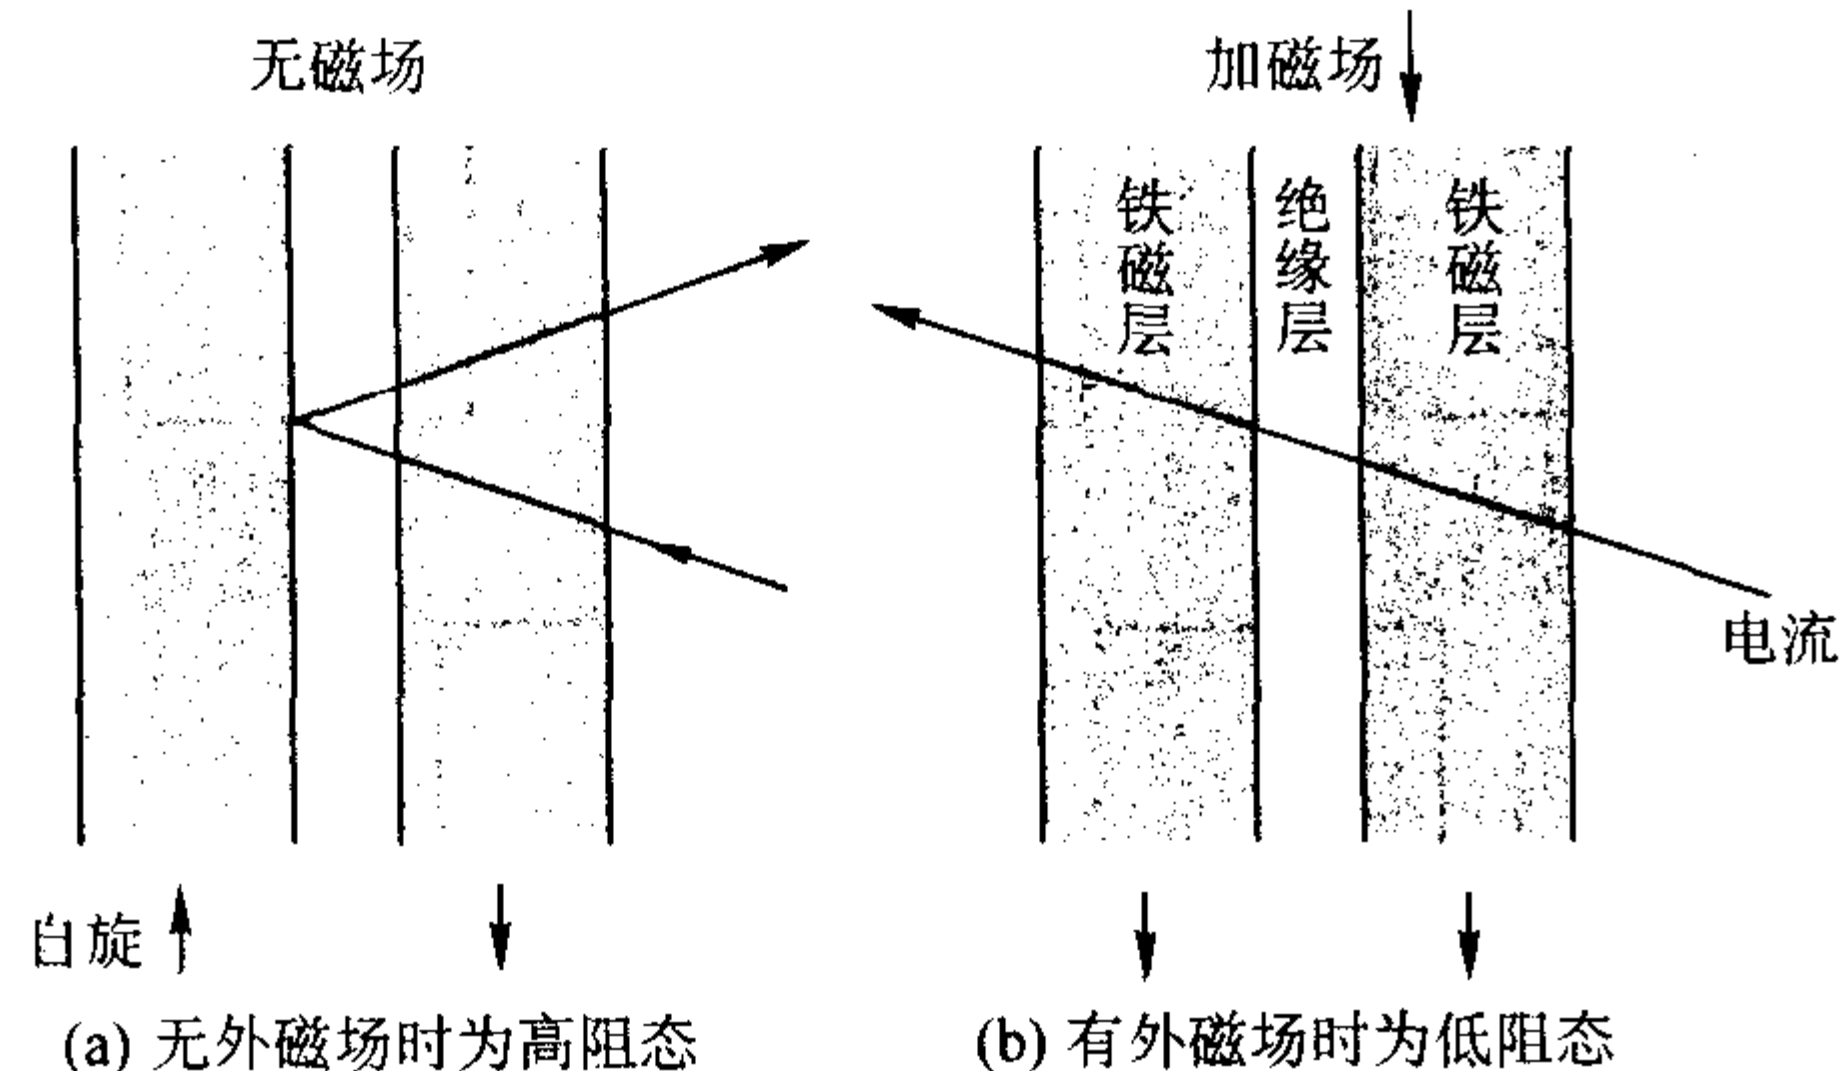 无磁场
加磁场
铁磁层
绝缘层
铁磁层
电流
自旋
(a) 无外磁场时为高阻态
(b) 有外磁场时为低阻态